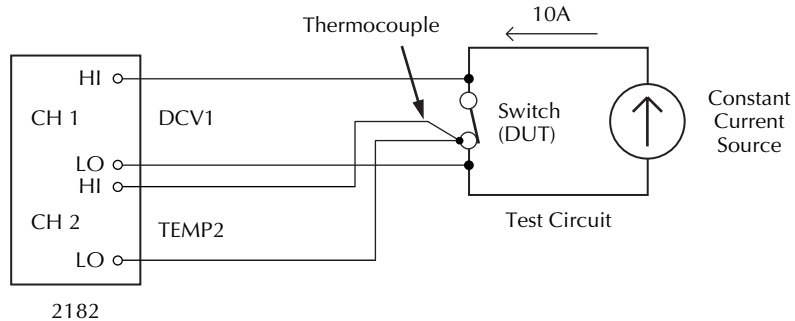 10A
Thermocouple
HI
CH 1
DCV1
Switch
(DUT)
Constant
Current
Source
LO
HI
CH 2
TEMP2
Test Circuit
LO
2182